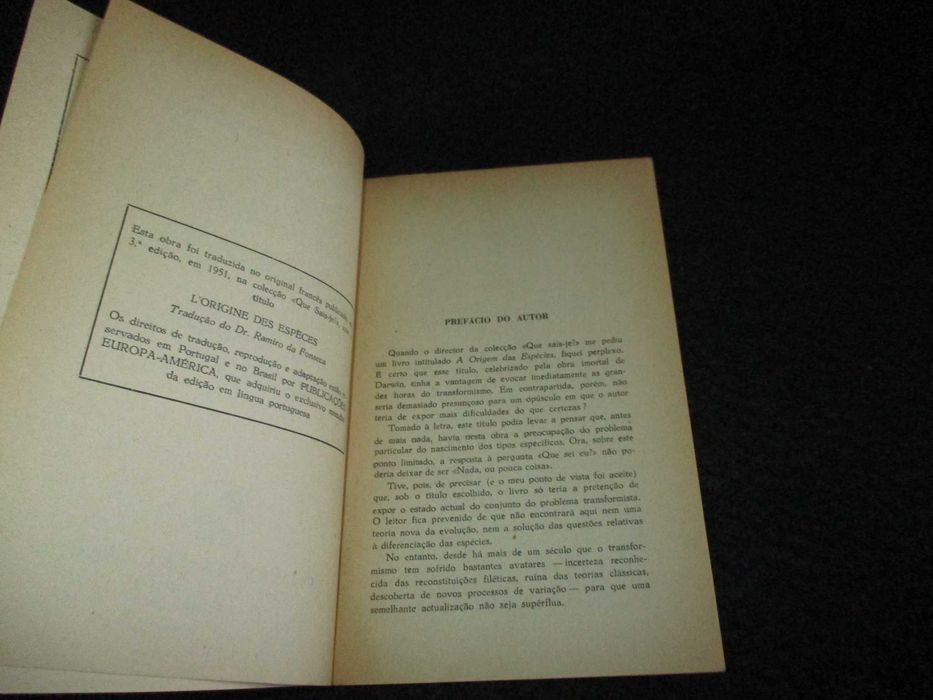 Esta obra foi traduzida no original francês publicado
3.ª edição, em 1951, na colecção «Que Sais-je?»,
título
L'ORIGINE DES ESPÈCES
Tradução do Dr. Ramiro da Fonseca
Os direitos de tradução, reprodução e adaptação estão
servados em Portugal e no Brasil por PUBLICAÇÕES
EUROPA-AMÉRICA, que adquiriu o exclusivo mundial
da edição em língua portuguesa
PREFÁCIO DO AUTOR
Quando o director da colecção «Que sais-je?» me pediu
um livro intitulado A Origem das Espécies, fiquei perplexo.
É certo que esse título, celebrizado pela obra imortal de
Darwin, tinha a vantagem de evocar imediatamente as gran-
des horas do transformismo. Em contrapartida, porém, não
seria demasiado presunçoso para um opúsculo em que o autor
teria de expor mais dificuldades do que certezas?
Tomado à letra, este título podia levar a pensar que, antes
de mais nada, havia nesta obra a preocupação do problema
particular do nascimento dos tipos específicos. Ora, sobre este
ponto limitado, a resposta à pergunta «Que sei eu?» não po-
deria deixar de ser «Nada, ou pouca coisa».
Tive, pois, de precisar (e o meu ponto de vista foi aceite)
que, sob o título escolhido, o livro só teria a pretenção de
expor o estado actual do conjunto do problema transformista.
O leitor fica prevenido de que não encontrará aqui nem uma
teoria nova da evolução, nem a solução das questões relativas
à diferenciação das espécies.
No entanto, desde há mais de um século que o transfor-
mismo tem sofrido bastantes avatares — incerteza reconhe-
cida das reconstituições filéticas, ruína das teorias clássicas,
descoberta de novos processos de variação — para que uma
semelhante actualização não seja supérflua.